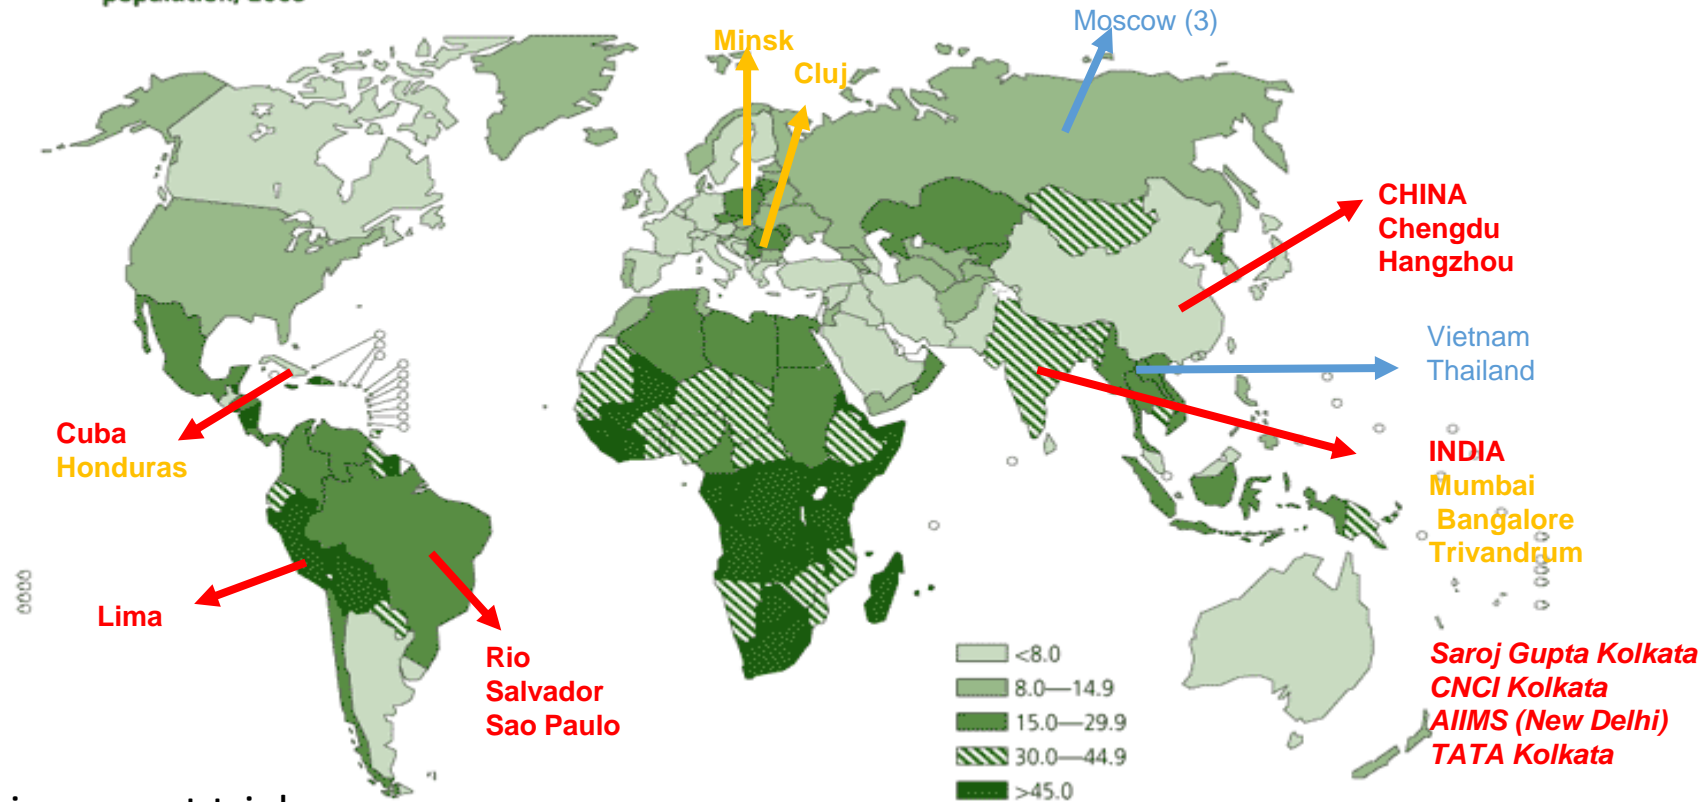 population, 2005
Minsk
Cluj
Moscow (3)
CHINA
Chengdu
Hangzhou
Vietnam
Thailand
Cuba
Honduras
INDIA
Mumbai
Bangalore
Trivandrum
Lima
Rio
Salvador
Sao Paulo
<8.0
8.0—14.9
15.0—29.9
30.0—44.9
>45.0
Saroj Gupta Kolkata
CNCI Kolkata
AIIMS (New Delhi)
TATA Kolkata